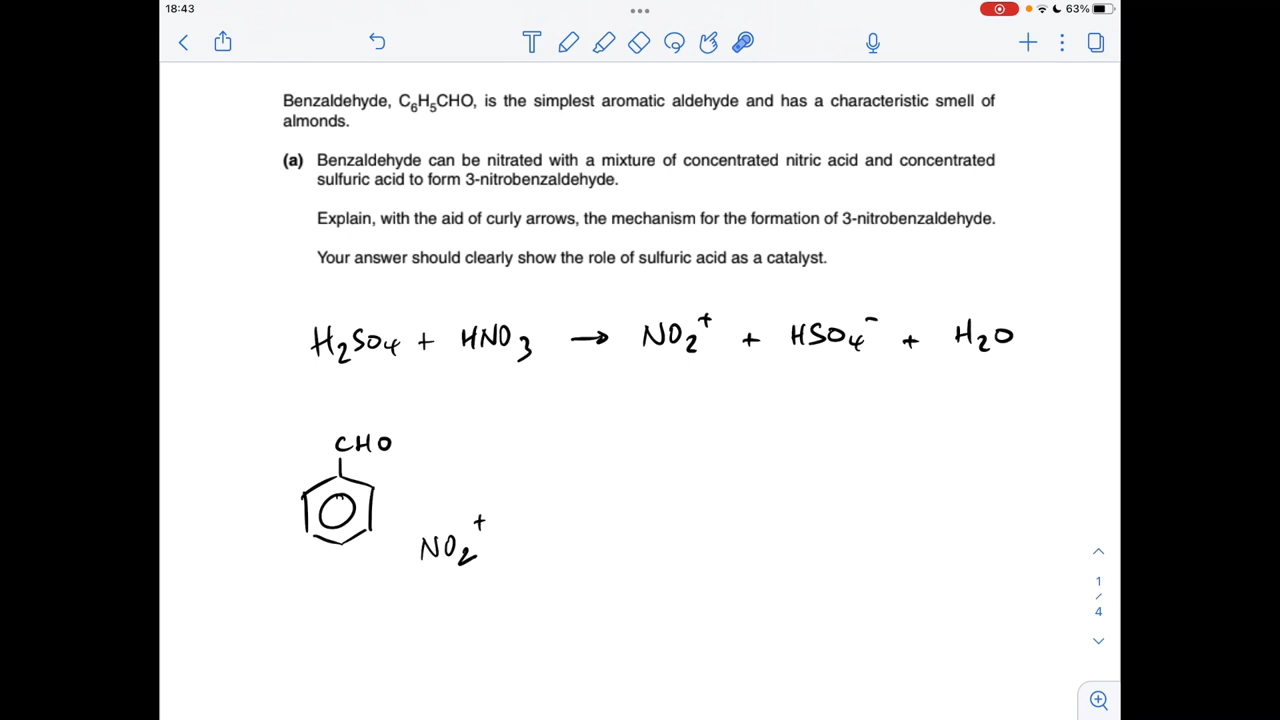 18:43
63%
T
Benzaldehyde, C₆H₅CHO, is the simplest aromatic aldehyde and has a characteristic smell of
almonds.
(a) Benzaldehyde can be nitrated with a mixture of concentrated nitric acid and concentrated
sulfuric acid to form 3-nitrobenzaldehyde.
Explain, with the aid of curly arrows, the mechanism for the formation of 3-nitrobenzaldehyde.
Your answer should clearly show the role of sulfuric acid as a catalyst.
H₂SO₄ + HNO₃ → NO₂⁺ + HSO₄⁻ + H₂O
CHO
NO₂⁺
1
/
4